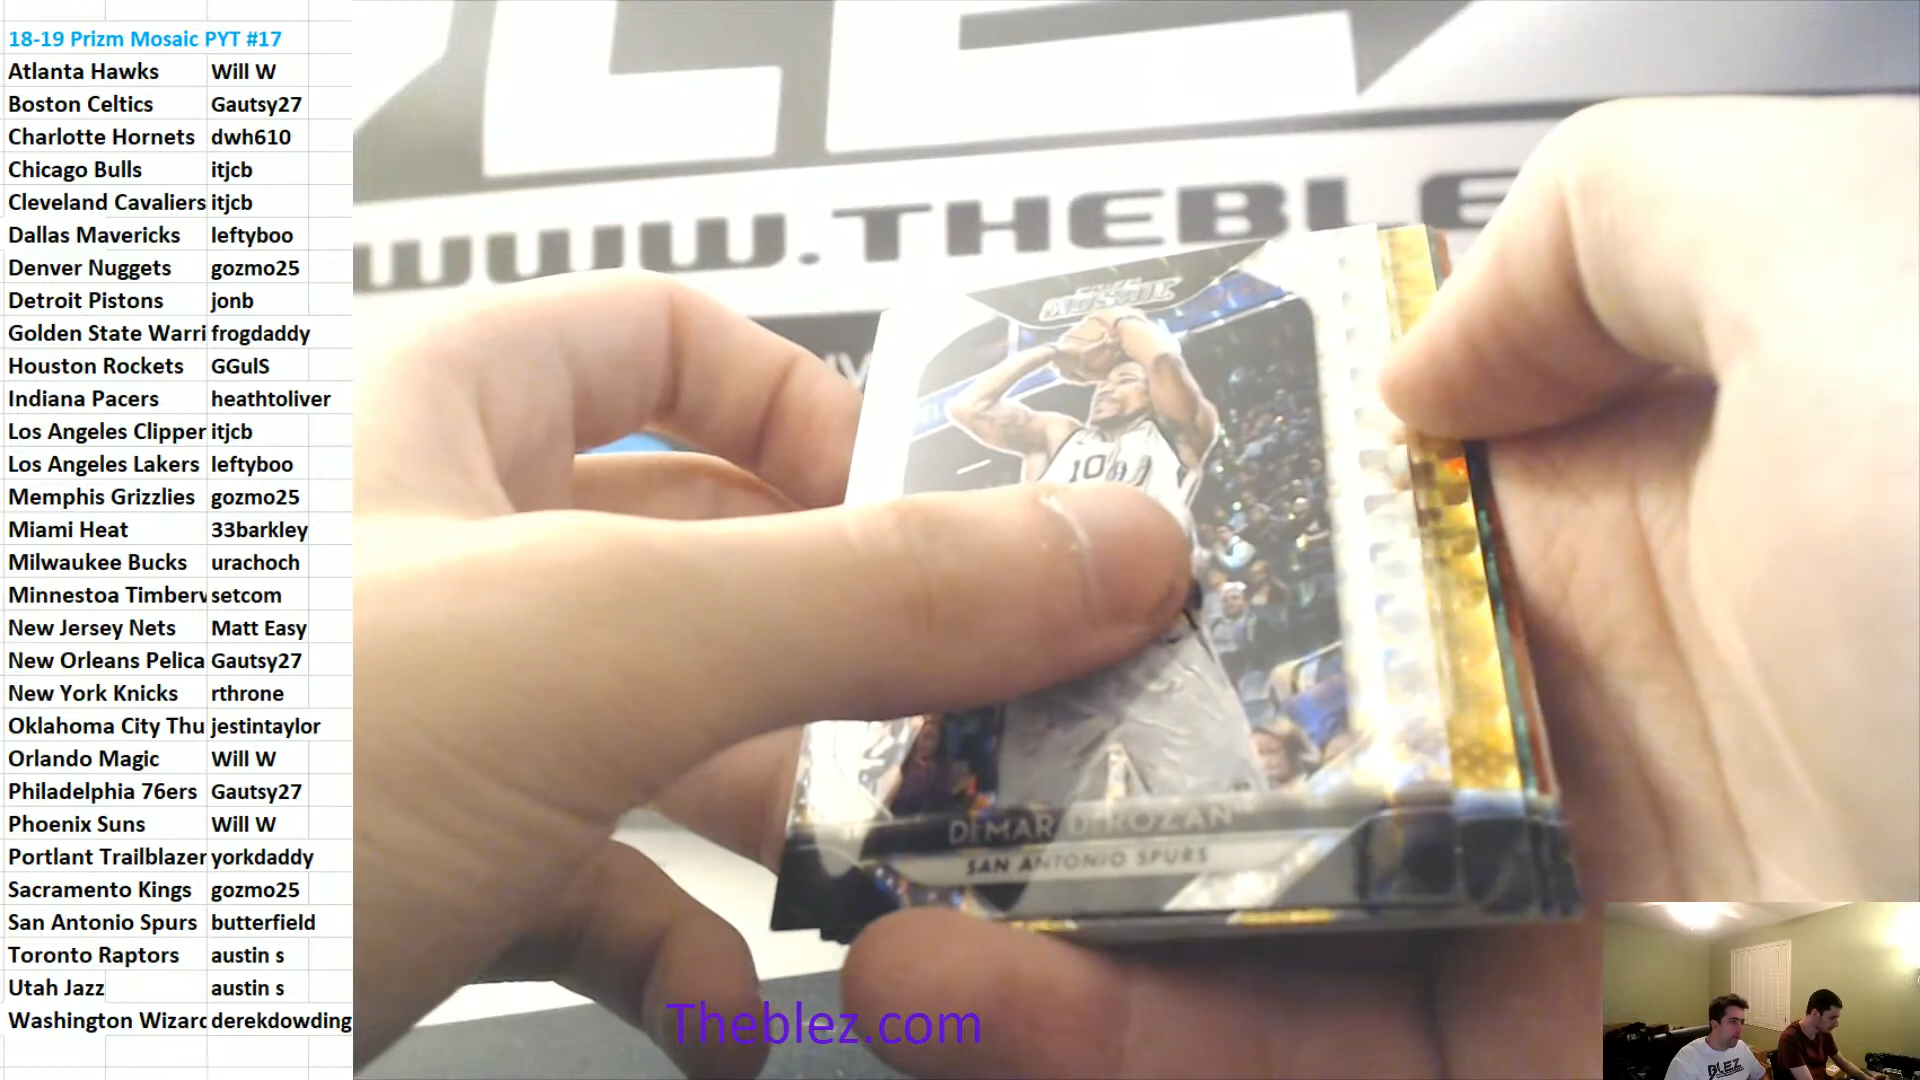 18-19 Prizm Mosaic PYT #17
Atlanta Hawks Will W
Boston Celtics Gautsy27
Charlotte Hornets dwh610
Chicago Bulls itjcb
Cleveland Cavaliers itjcb
Dallas Mavericks leftyboo
Denver Nuggets gozmo25
Detroit Pistons jonb
Golden State Warri frogdaddy
Houston Rockets GGulS
Indiana Pacers heathtoliver
Los Angeles Clipper itjcb
Los Angeles Lakers leftyboo
Memphis Grizzlies gozmo25
Miami Heat 33barkley
Milwaukee Bucks urachoch
Minnestoa Timberv setcom
New Jersey Nets Matt Easy
New Orleans Pelica Gautsy27
New York Knicks rthrone
Oklahoma City Thu jestintaylor
Orlando Magic Will W
Philadelphia 76ers Gautsy27
Phoenix Suns Will W
Portlant Trailblazer yorkdaddy
Sacramento Kings gozmo25
San Antonio Spurs butterfield
Toronto Raptors austin s
Utah Jazz austin s
Washington Wizard derekdowding
WWW.THEBLE
MOSAIC
10
DEMAR DEROZAN
SAN ANTONIO SPURS
Theblez.com
BLEZ